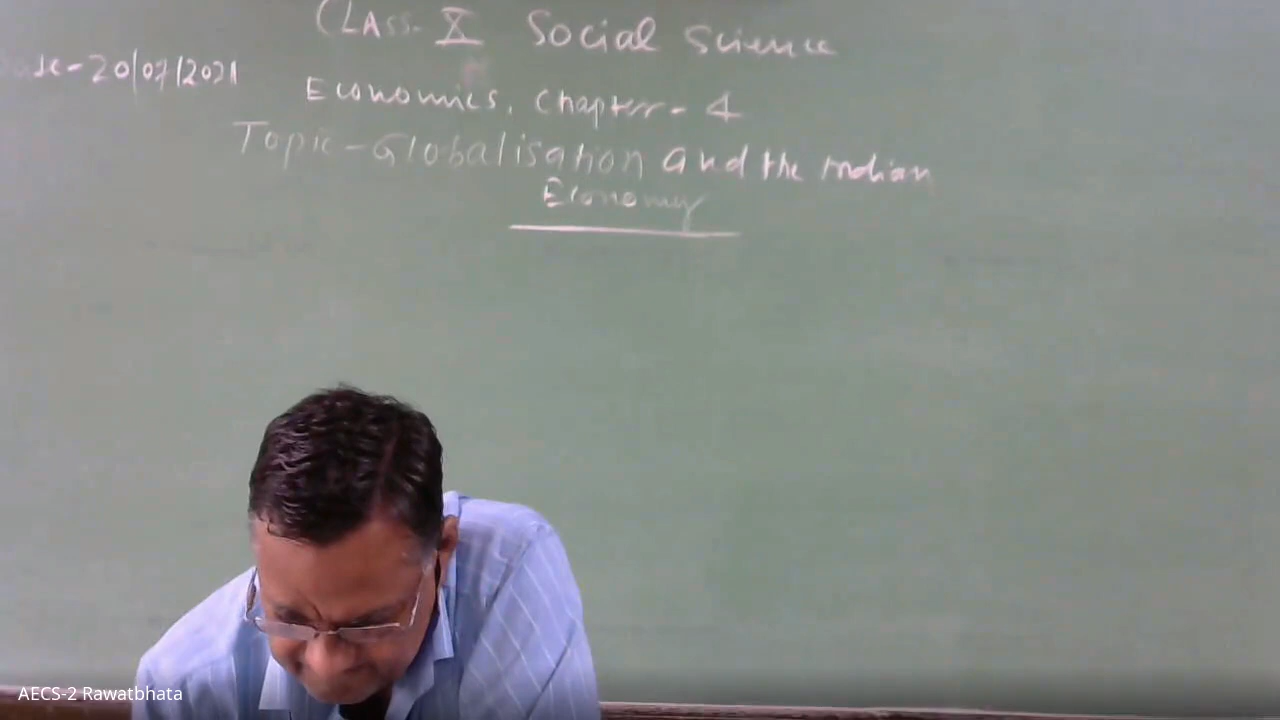 CLASS- X Social Science
Date-20/07/2021
Economics, Chapter-4
Topic-Globalisation and the Indian
Economy
AECS-2 Rawatbhata